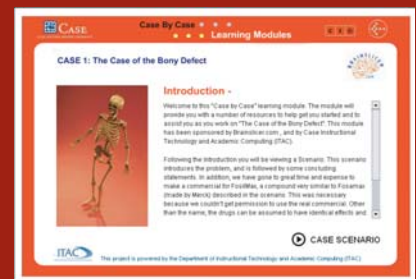 CASE
Case By Case
Learning Modules
CASE 1: The Case of the Bony Defect
BRAINSLICER
Introduction -
Welcome to this "Case by Case" learning module. The module will
provide you with a number of resources to help get you started and to
assist you as you work on "The Case of the Bony Defect". This module
has been sponsored by Brainslicer.com, and by Case Instructional
Technology and Academic Computing (ITAC).
Following the introduction you will be viewing a Scenario. This scenario
introduces the problem, and is followed by some concluding
statements. In addition, we have gone to great time and expense to
make a commercial for FosilMax, a compound very similar to Fosamax
(made by Merck) described in the scenario. This was necessary
because we couldn't get permission to use the real commercial. Other
than the name, the drugs can be assumed to have identical effects and
CASE SCENARIO
ITAC
This project is powered by the Department of Instructional Technology and Academic Computing (ITAC).